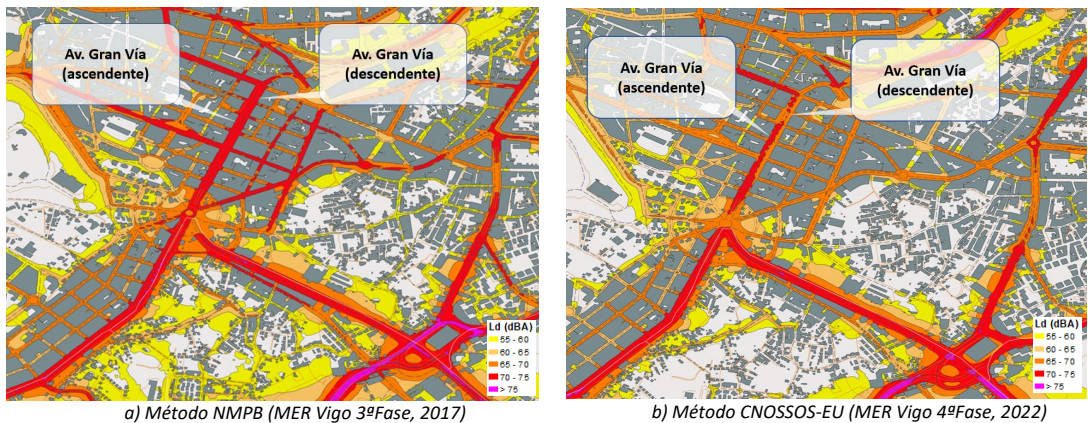 Av. Gran Vía
(ascendente)
Av. Gran Vía
(descendente)
Ld (dBA)
55 - 60
60 - 65
65 - 70
70 - 75
> 75
a) Método NMPB (MER Vigo 3ªFase, 2017)
Av. Gran Vía
(ascendente)
Av. Gran Vía
(descendente)
Ld (dBA)
55 - 60
60 - 65
65 - 70
70 - 75
> 75
b) Método CNOSSOS-EU (MER Vigo 4ªFase, 2022)